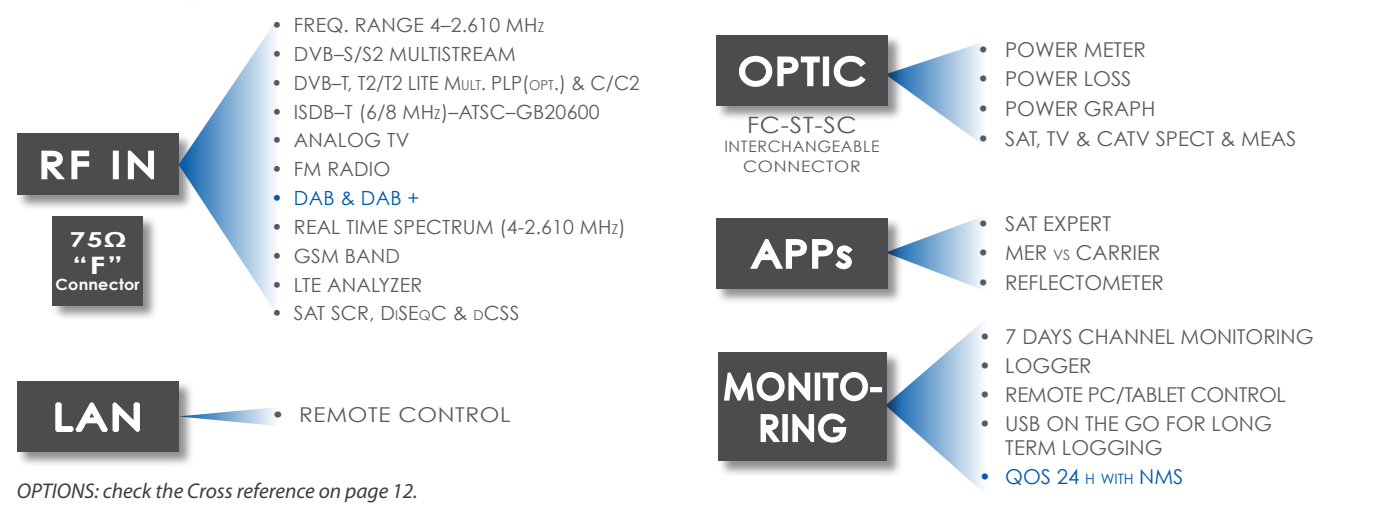 RF IN
75Ω
“F”
Connector
• FREQ. RANGE 4–2.610 MHz
• DVB–S/S2 MULTISTREAM
• DVB–T, T2/T2 LITE Mult. PLP(opt.) & C/C2
• ISDB–T (6/8 MHz)–ATSC–GB20600
• ANALOG TV
• FM RADIO
• DAB & DAB +
• REAL TIME SPECTRUM (4-2.610 MHz)
• GSM BAND
• LTE ANALYZER
• SAT SCR, DiSEqC & dCSS
LAN
• REMOTE CONTROL
OPTIONS: check the Cross reference on page 12.
OPTIC
FC-ST-SC
INTERCHANGEABLE
CONNECTOR
• POWER METER
• POWER LOSS
• POWER GRAPH
• SAT, TV & CATV SPECT & MEAS
APPs
• SAT EXPERT
• MER vs CARRIER
• REFLECTOMETER
MONITO-
RING
• 7 DAYS CHANNEL MONITORING
• LOGGER
• REMOTE PC/TABLET CONTROL
• USB ON THE GO FOR LONG
TERM LOGGING
• QOS 24 h with NMS